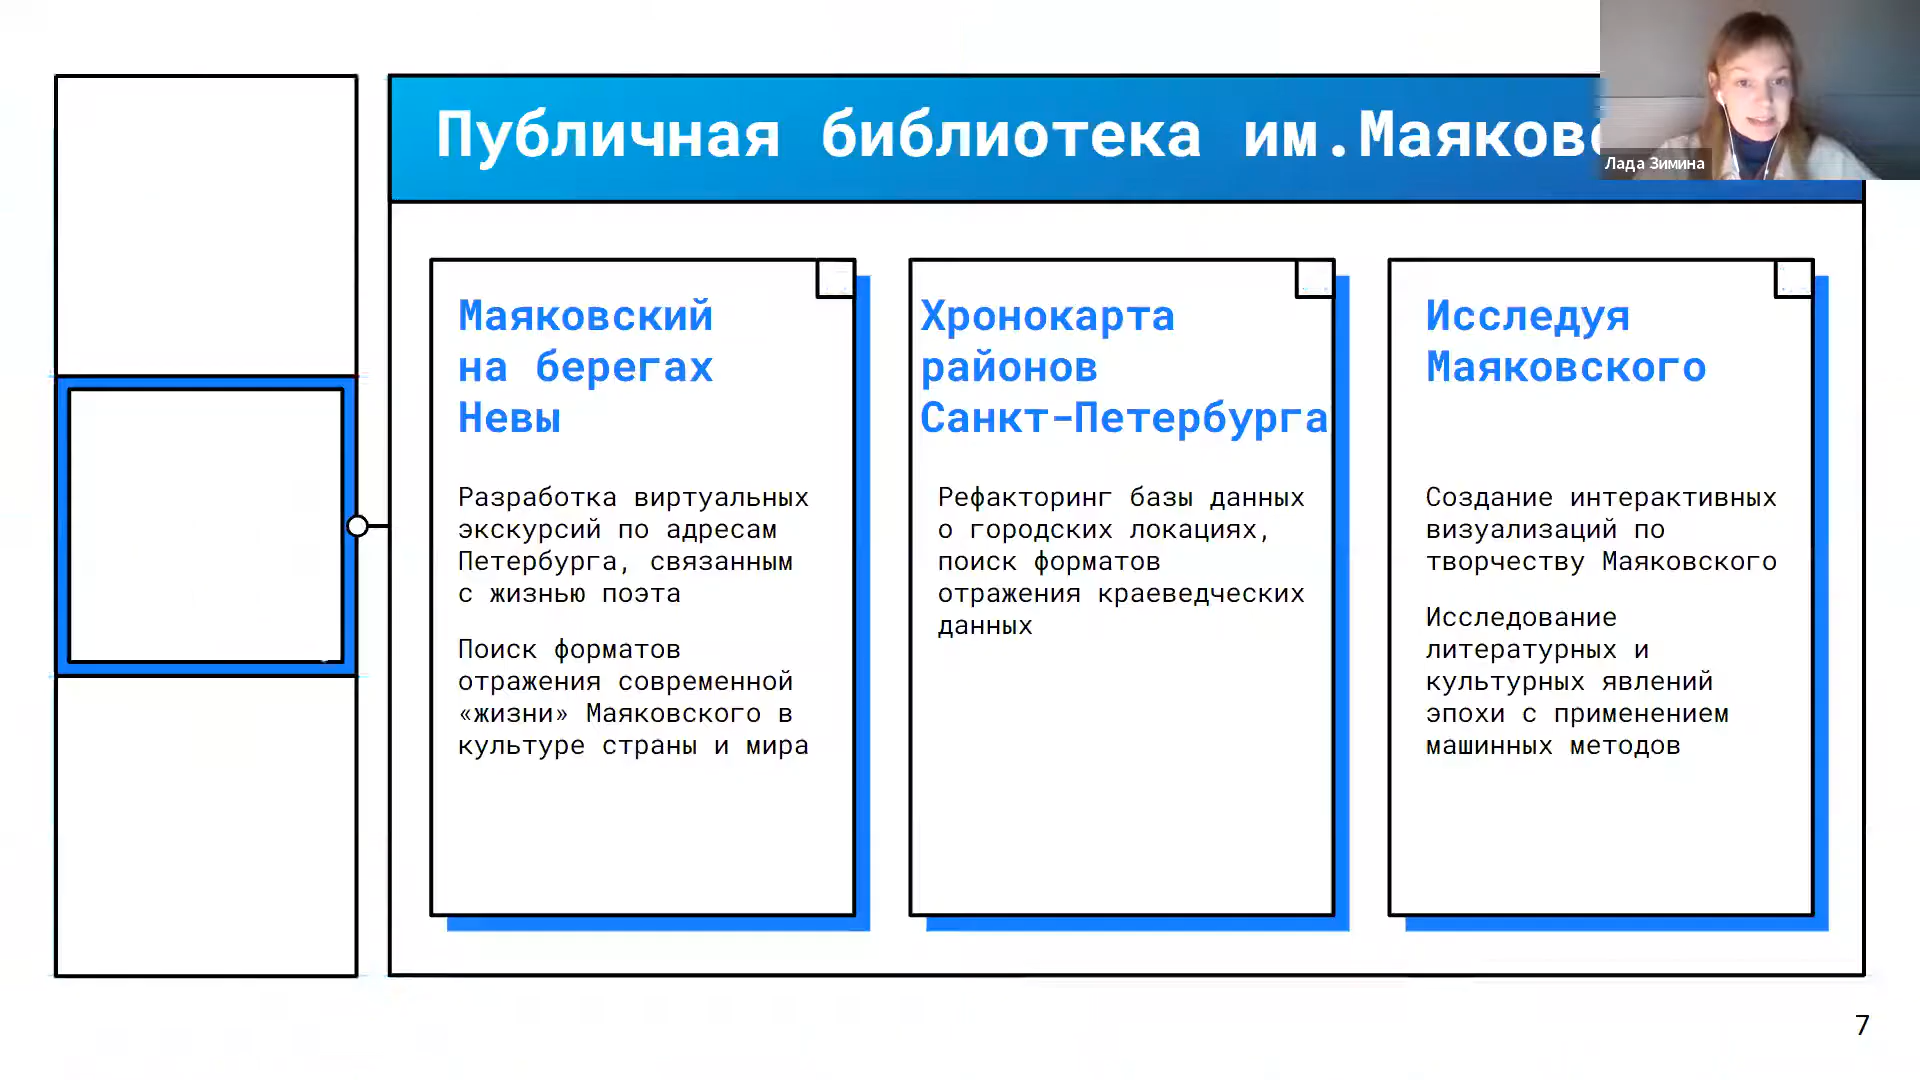 Публичная библиотека им.Маяковс
Лада Зимина
Маяковский
на берегах
Невы
Разработка виртуальных
экскурсий по адресам
Петербурга, связанным
с жизнью поэта
Поиск форматов
отражения современной
«жизни» Маяковского в
культуре страны и мира
Хронокарта
районов
Санкт-Петербурга
Рефакторинг базы данных
о городских локациях,
поиск форматов
отражения краеведческих
данных
Исследуя
Маяковского
Создание интерактивных
визуализаций по
творчеству Маяковского
Исследование
литературных и
культурных явлений
эпохи с применением
машинных методов
7